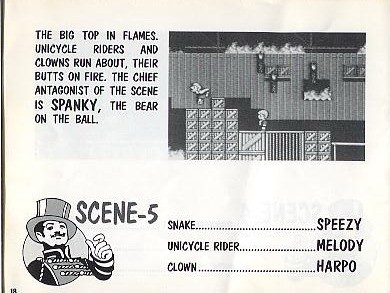 THE BIG TOP IN FLAMES.
UNICYCLE RIDERS AND
CLOWNS RUN ABOUT, THEIR
BUTTS ON FIRE. THE CHIEF
ANTAGONIST OF THE SCENE
IS SPANKY, THE BEAR
ON THE BALL.
SCENE-5
SNAKE..............................SPEEZY
UNICYCLE RIDER....................MELODY
CLOWN..............................HARPO
18